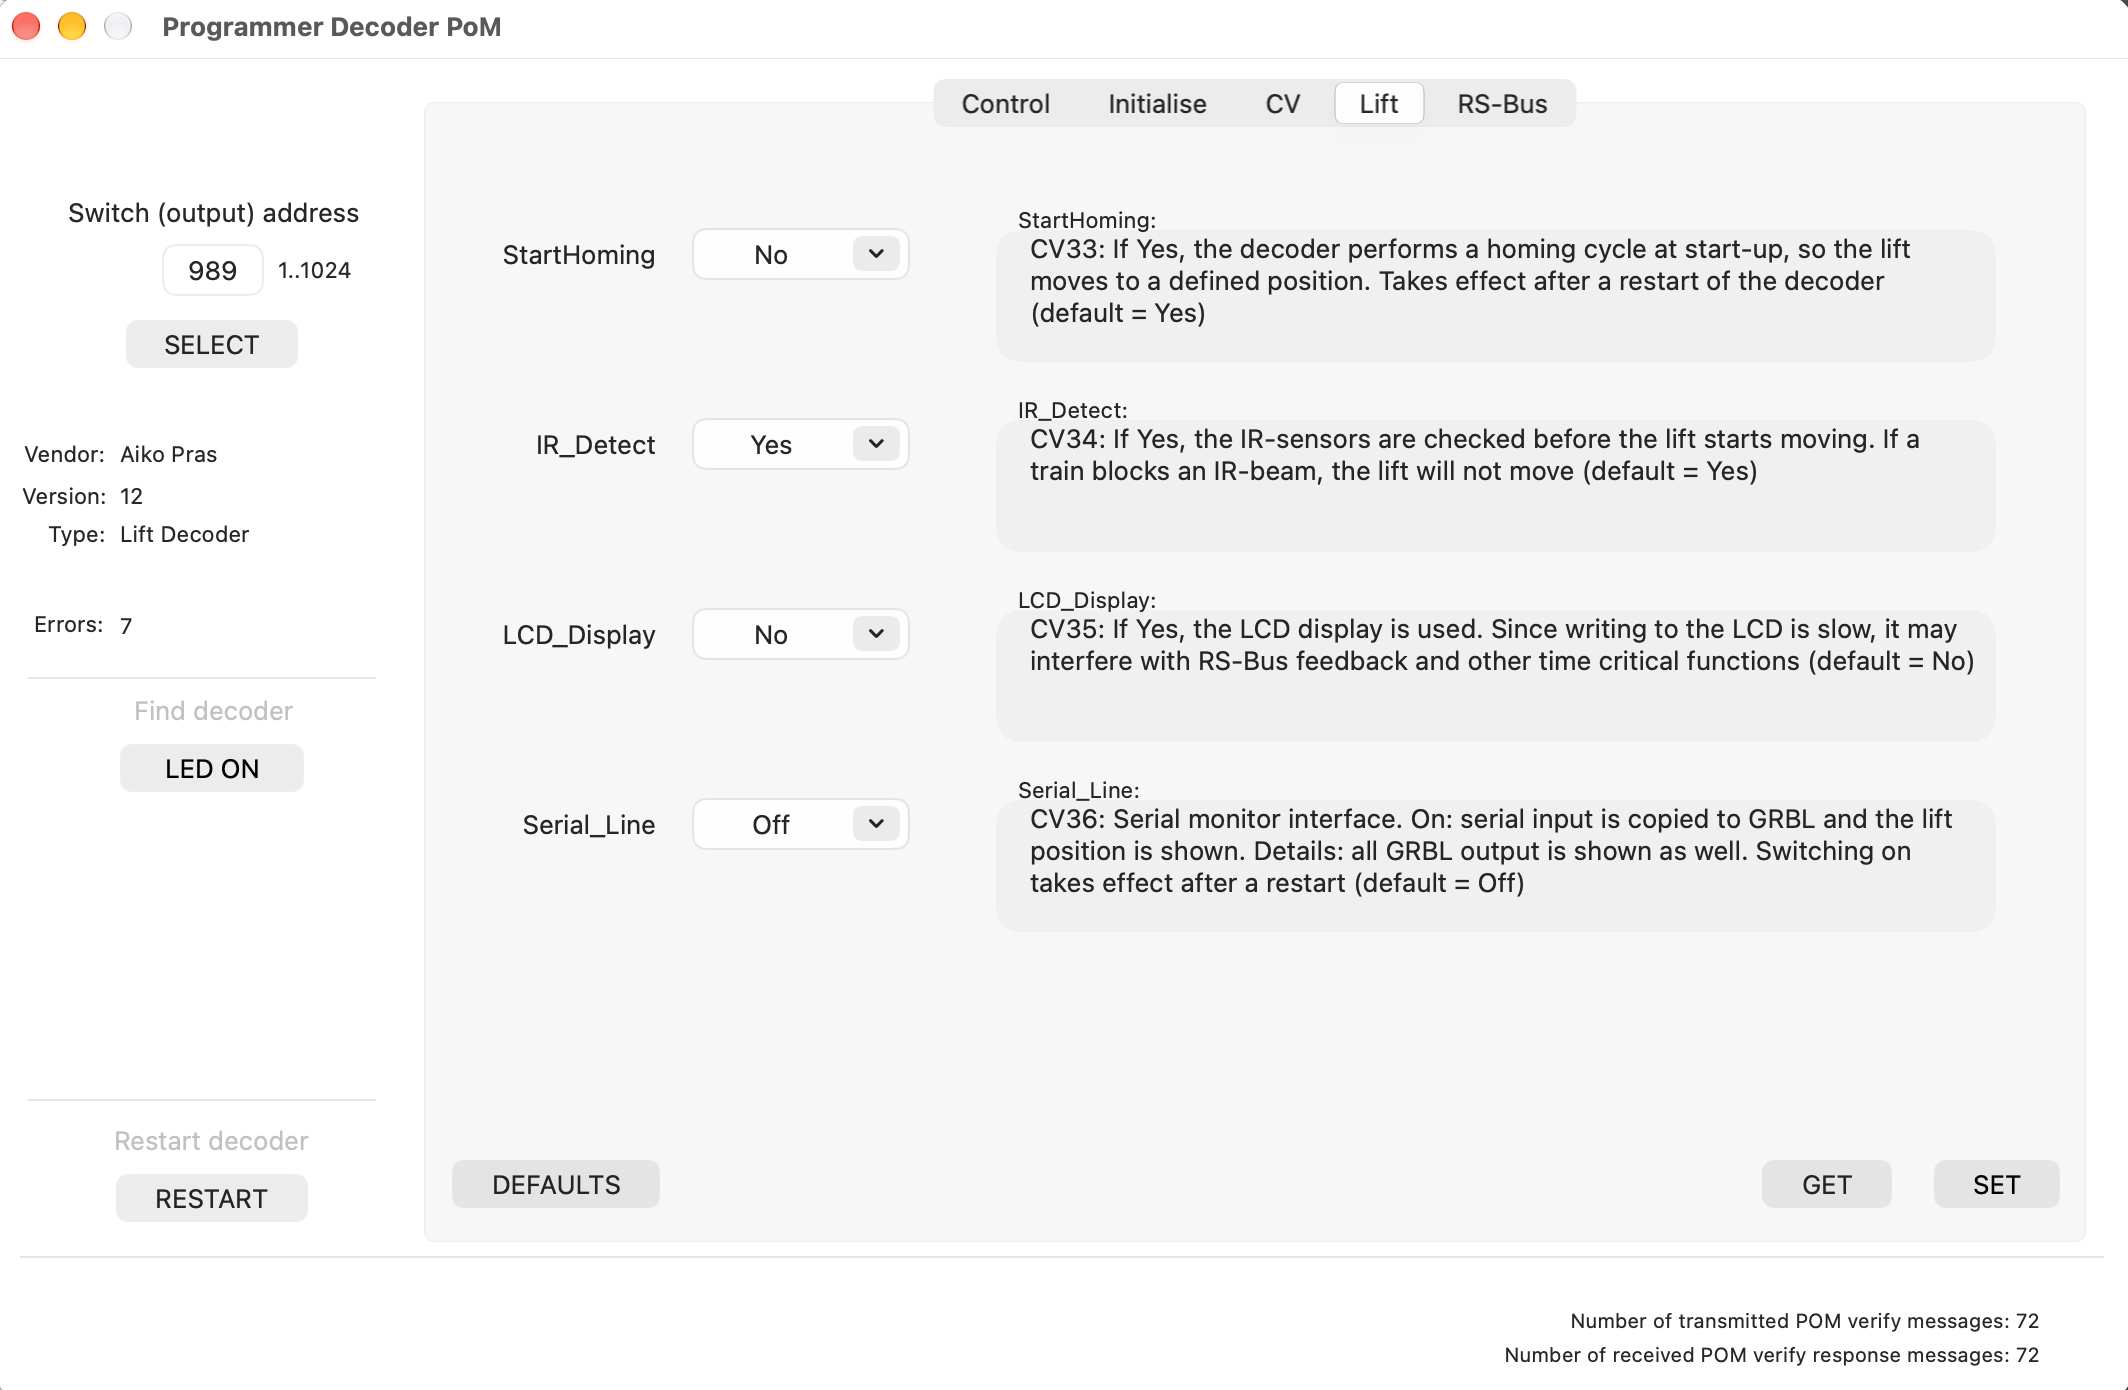 Programmer Decoder PoM
Control Initialise CV Lift RS-Bus
Switch (output) address
989 1..1024
SELECT
Vendor: Aiko Pras
Version: 12
Type: Lift Decoder
Errors: 7
Find decoder
LED ON
Restart decoder
RESTART
StartHoming No
StartHoming:
CV33: If Yes, the decoder performs a homing cycle at start-up, so the lift
moves to a defined position. Takes effect after a restart of the decoder
(default = Yes)
IR_Detect Yes
IR_Detect:
CV34: If Yes, the IR-sensors are checked before the lift starts moving. If a
train blocks an IR-beam, the lift will not move (default = Yes)
LCD_Display No
LCD_Display:
CV35: If Yes, the LCD display is used. Since writing to the LCD is slow, it may
interfere with RS-Bus feedback and other time critical functions (default = No)
Serial_Line Off
Serial_Line:
CV36: Serial monitor interface. On: serial input is copied to GRBL and the lift
position is shown. Details: all GRBL output is shown as well. Switching on
takes effect after a restart (default = Off)
DEFAULTS GET SET
Number of transmitted POM verify messages: 72
Number of received POM verify response messages: 72